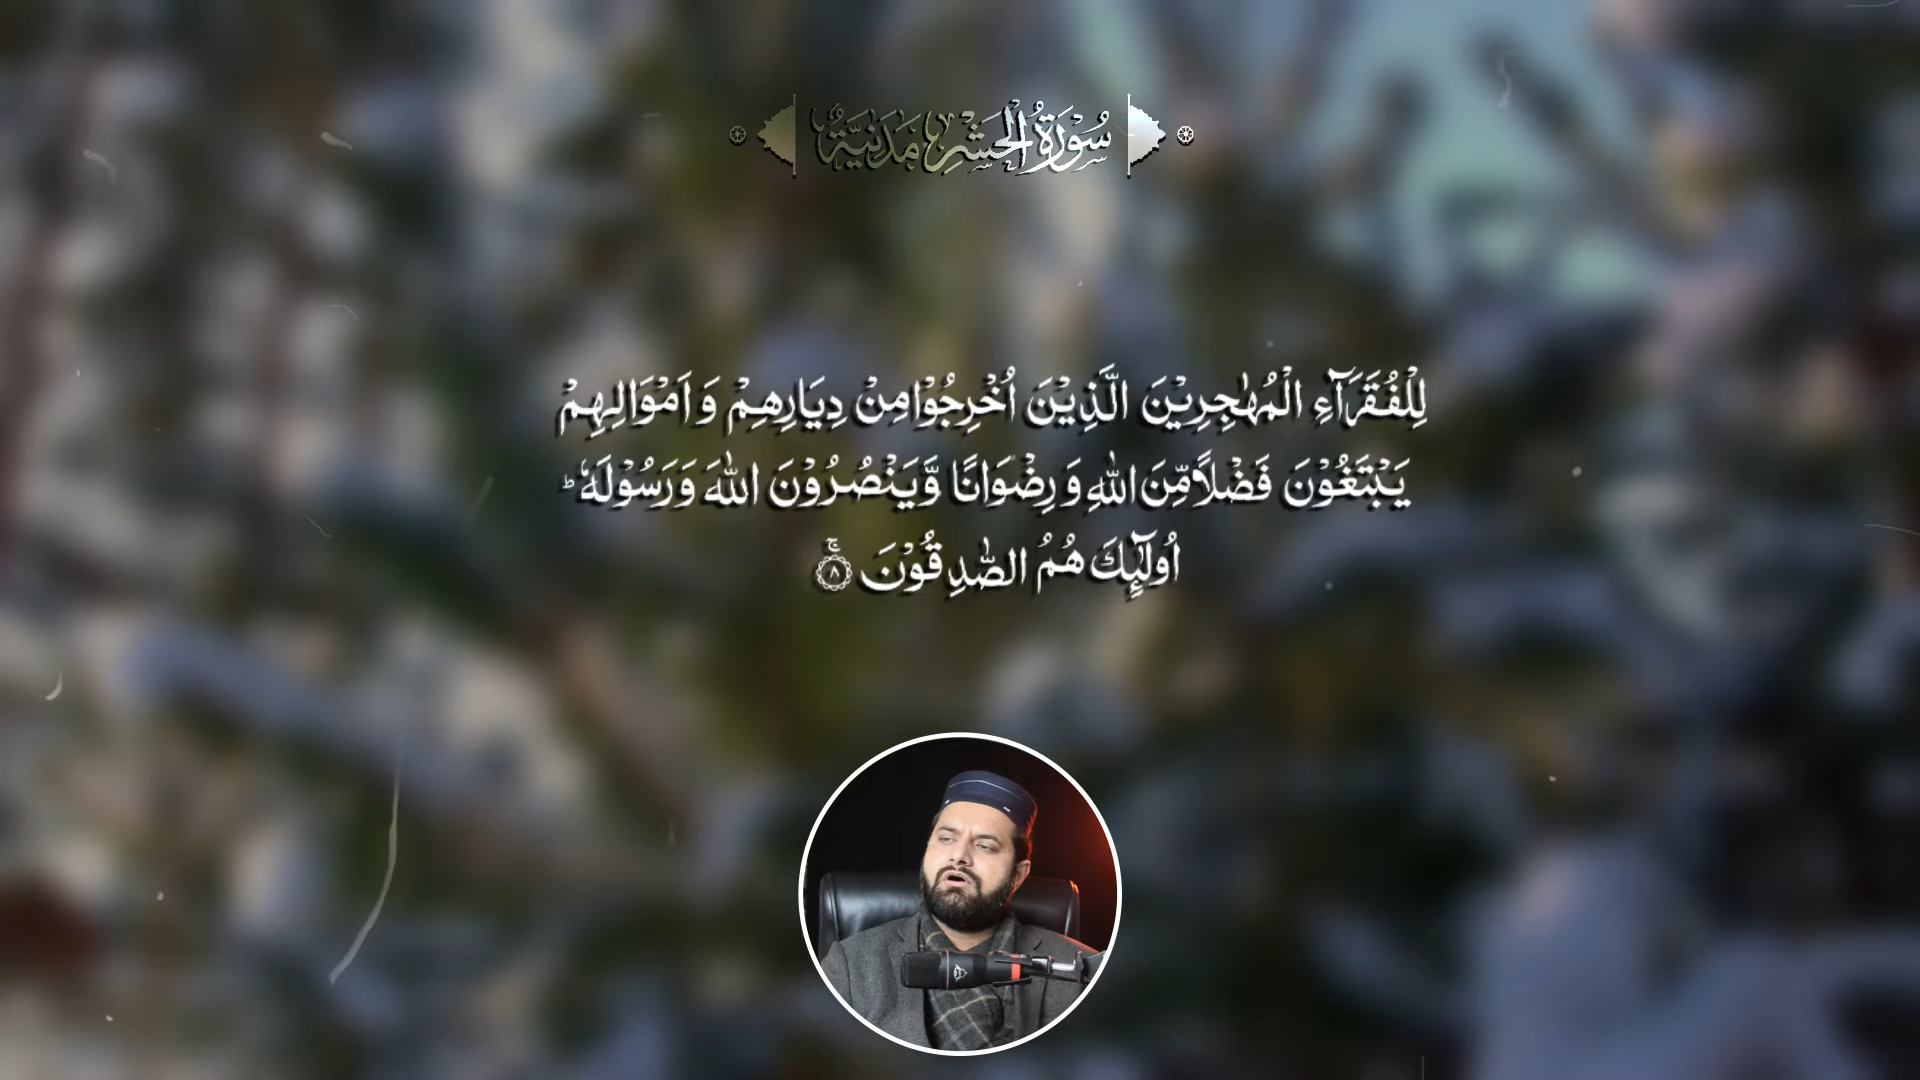 سُوْرَةُ الْحَشْرِ مَدَنِيَّةٌ
لِلْفُقَرَآءِ الْمُهٰجِرِيْنَ الَّذِيْنَ اُخْرِجُوْا مِنْ دِيَارِهِمْ وَ اَمْوَالِهِمْ
يَبْتَغُوْنَ فَضْلًا مِّنَ اللّٰهِ وَ رِضْوَانًا وَّ يَنْصُرُوْنَ اللّٰهَ وَ رَسُوْلَهٗ ؕ
اُولٰٓئِكَ هُمُ الصّٰدِقُوْنَ ۚ ﴿۸﴾